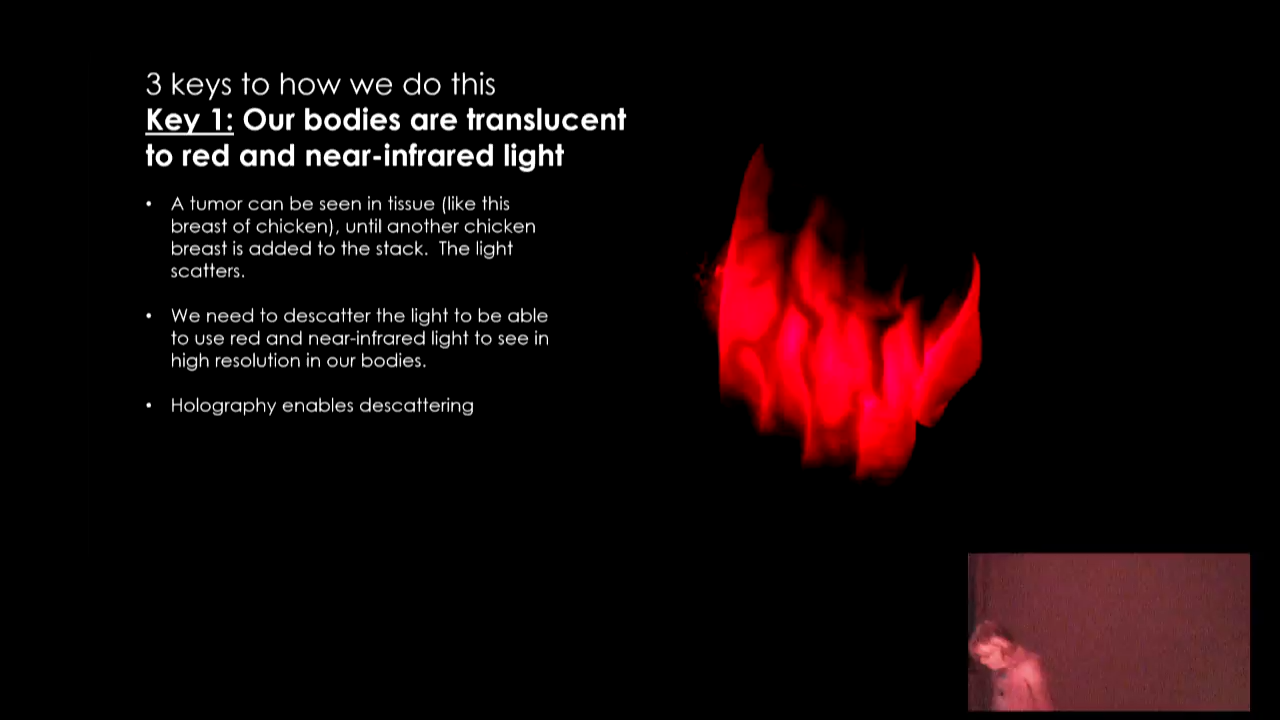 3 keys to how we do this
Key 1: Our bodies are translucent
to red and near-infrared light
• A tumor can be seen in tissue (like this
breast of chicken), until another chicken
breast is added to the stack. The light
scatters.
• We need to descatter the light to be able
to use red and near-infrared light to see in
high resolution in our bodies.
• Holography enables descattering